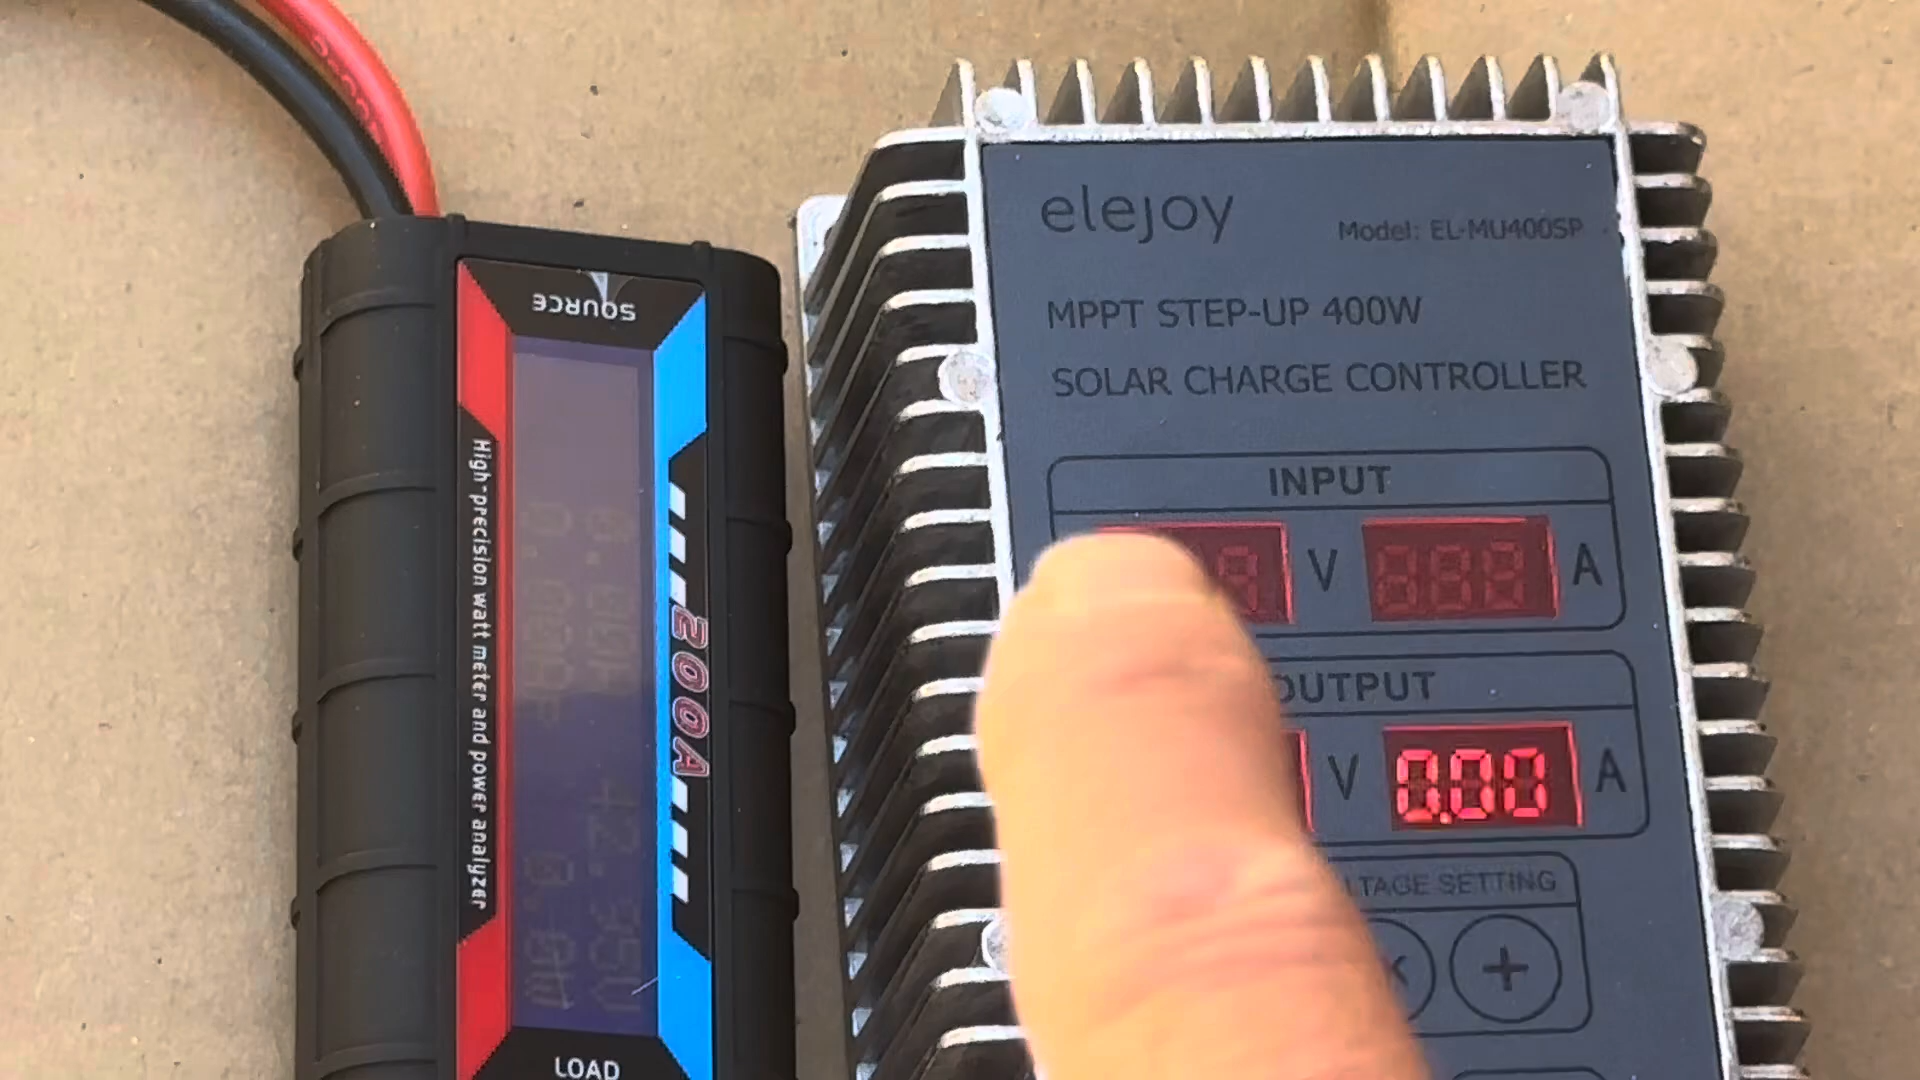 SOURCE
High-precision watt meter and power analyzer
200A
LOAD
elejoy
Model: EL-MU400SP
MPPT STEP-UP 400W
SOLAR CHARGE CONTROLLER
INPUT
V
A
OUTPUT
V
0.00
A
SETTING
+